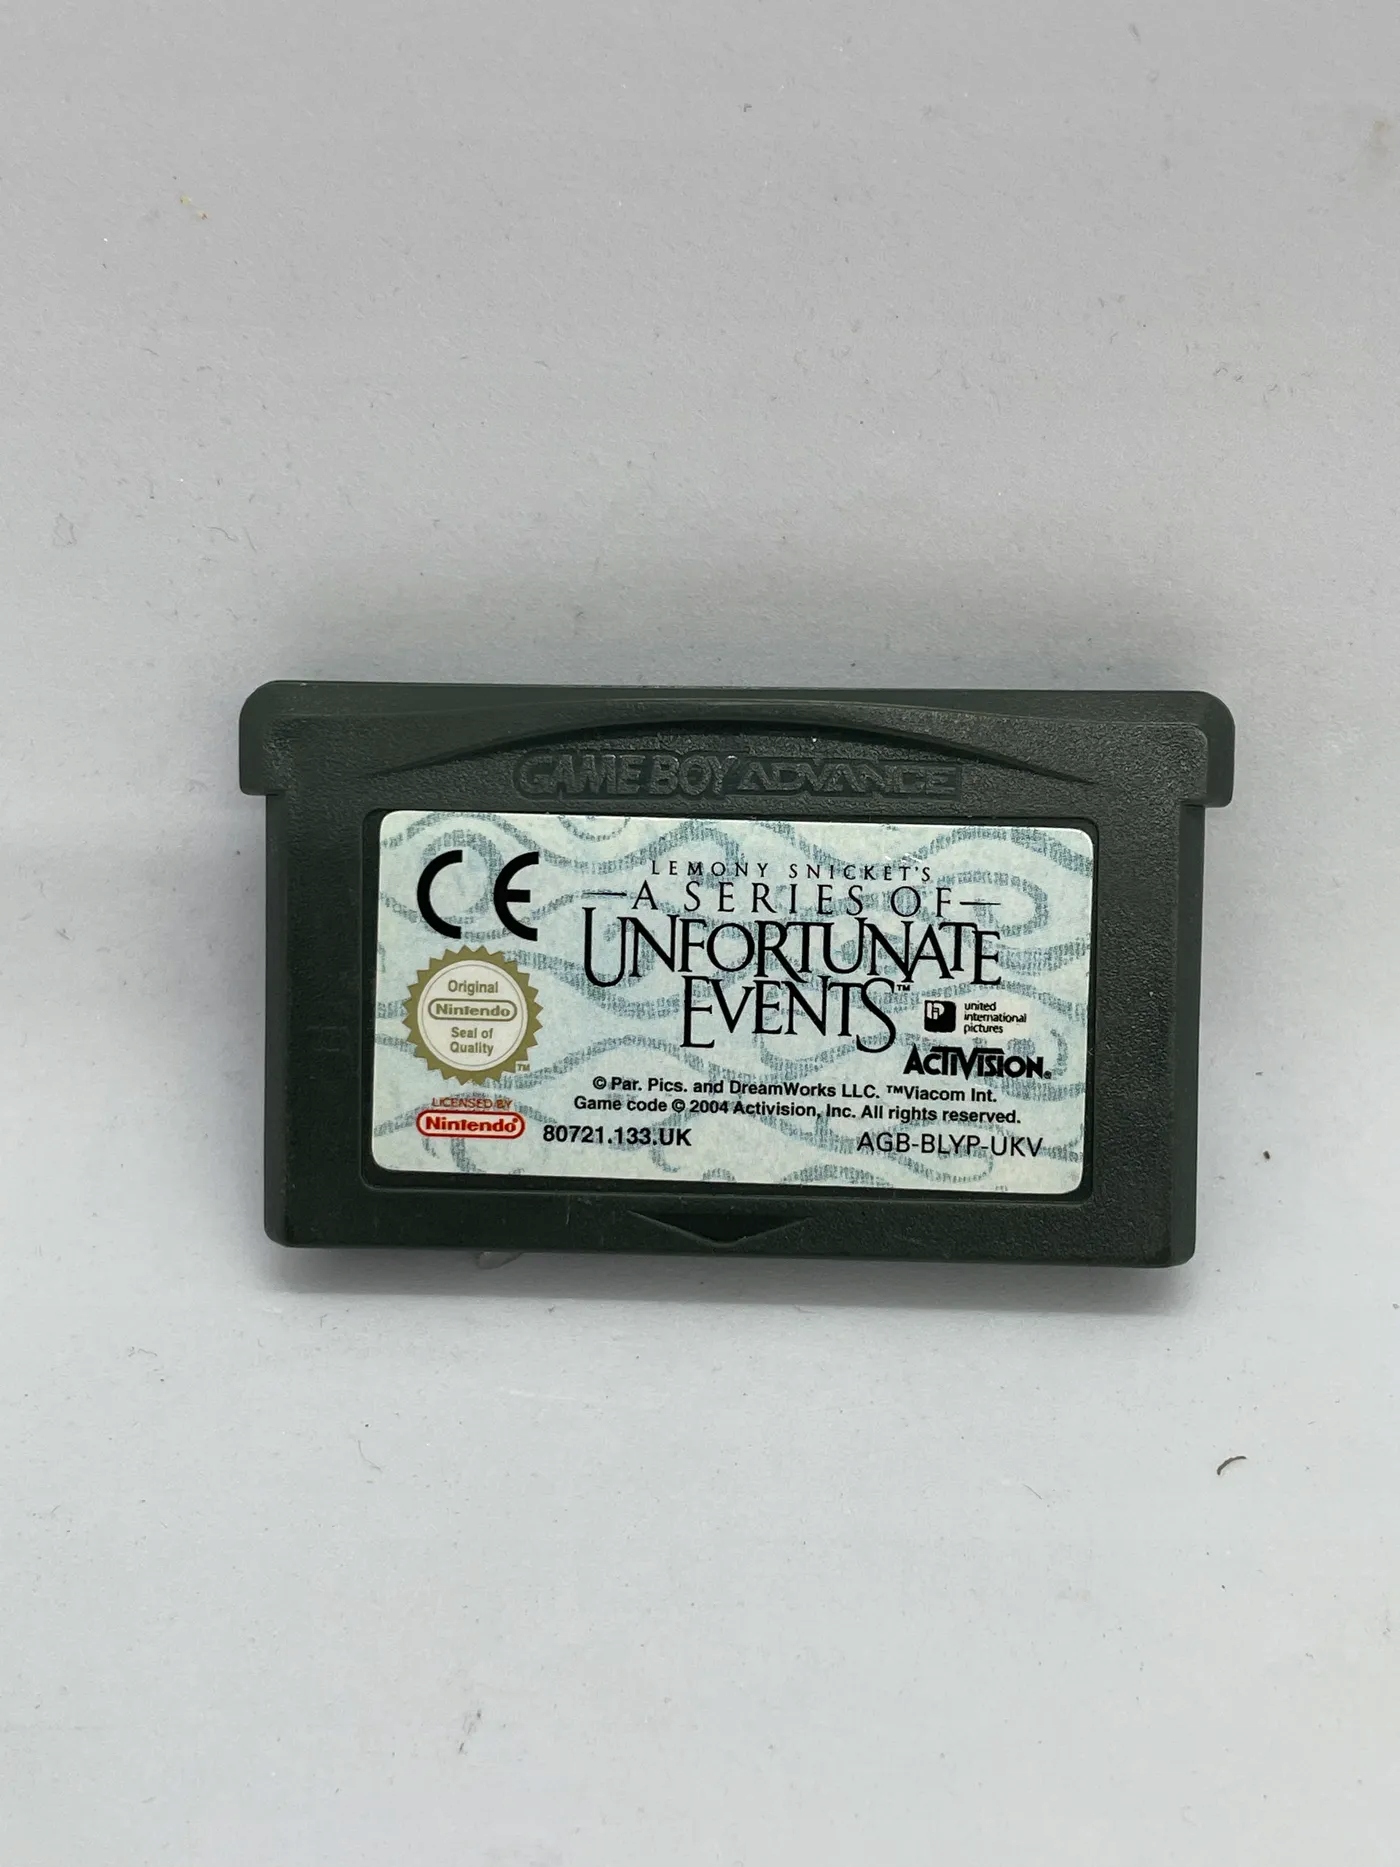 GAME BOY ADVANCE
CE
LEMONY SNICKET'S
A SERIES OF
UNFORTUNATE
EVENTS™
Original
Nintendo
Seal of
Quality
TM
united
international
pictures
ACTIVISION®
© Par. Pics. and DreamWorks LLC. ™Viacom Int.
Game code © 2004 Activision, Inc. All rights reserved.
LICENSED BY
Nintendo®
80721.133.UK
AGB-BLYP-UKV